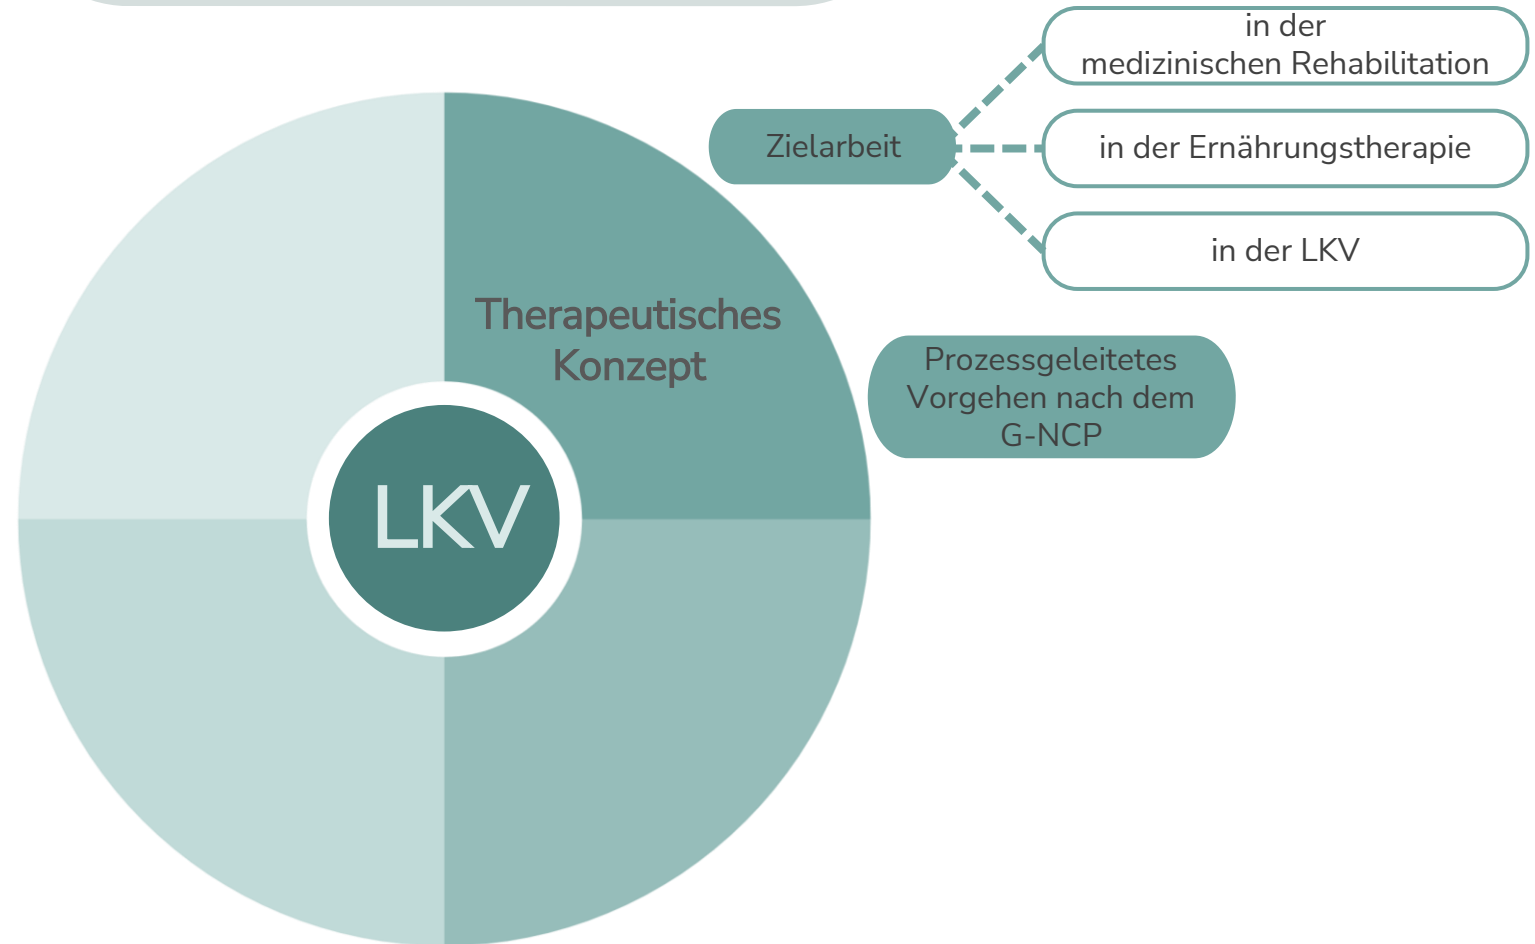 in der
medizinischen Rehabilitation
Zielarbeit
in der Ernährungstherapie
in der LKV
Therapeutisches
Konzept
Prozessgeleitetes
Vorgehen nach dem
G-NCP
LKV